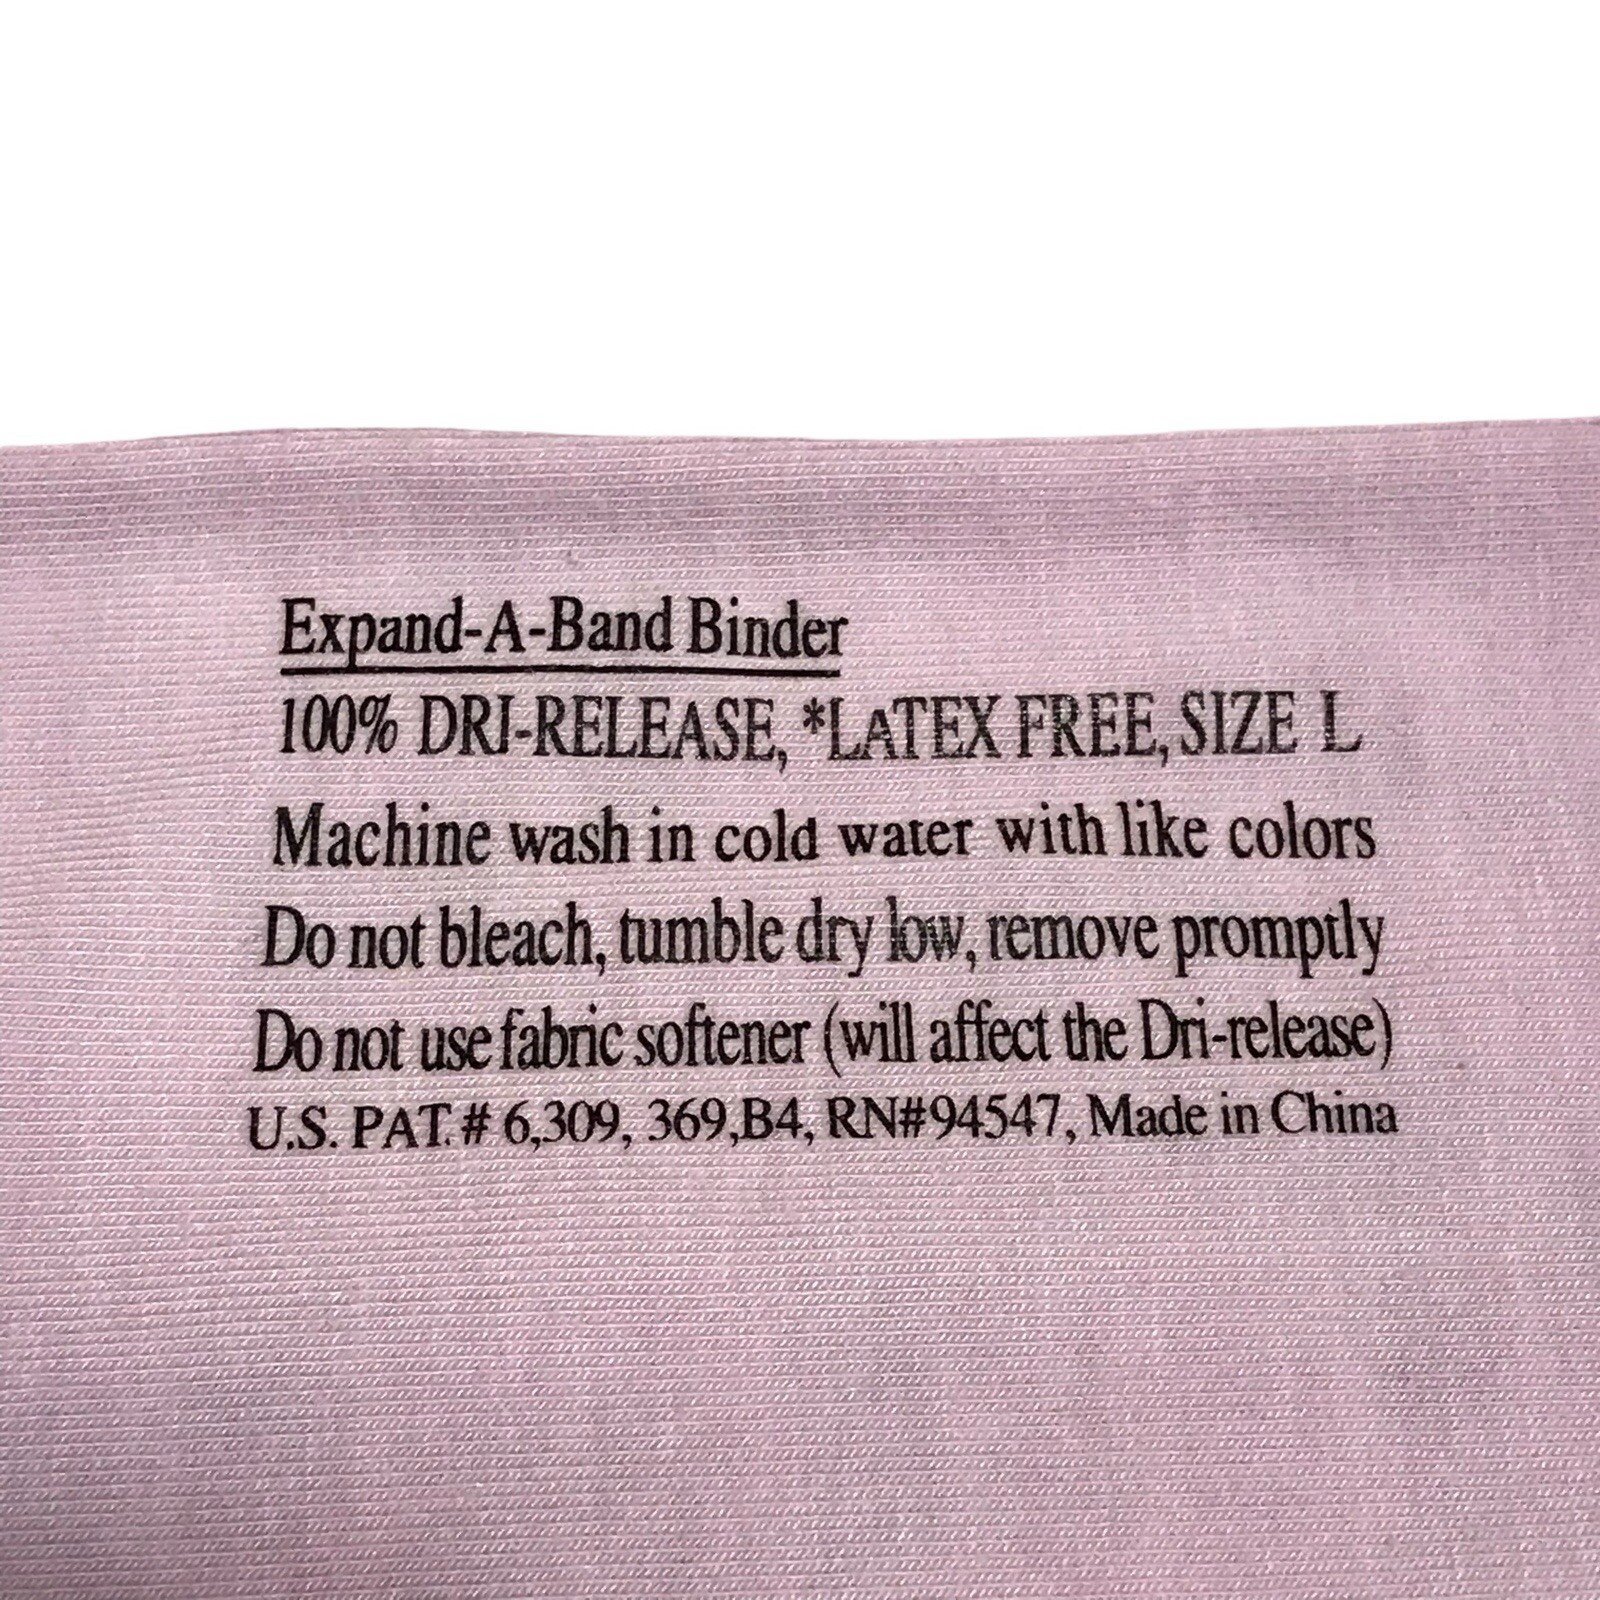 Expand-A-Band Binder
100% DRI-RELEASE, *LATEX FREE, SIZE L
Machine wash in cold water with like colors
Do not bleach, tumble dry low, remove promptly
Do not use fabric softener (will affect the Dri-release)
U.S. PAT. # 6,309, 369,B4, RN#94547, Made in China